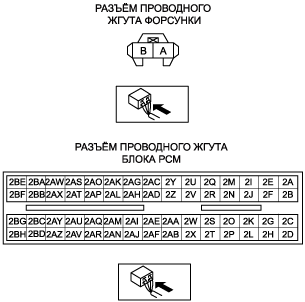 РАЗЪЁМ ПРОВОДНОГО
ЖГУТА ФОРСУНКИ
B A
РАЗЪЁМ ПРОВОДНОГО ЖГУТА
БЛОКА PCM
2BE 2BA 2AW 2AS 2AO 2AK 2AG 2AC 2Y 2U 2Q 2M 2I 2E 2A
2BF 2BB 2AX 2AT 2AP 2AL 2AH 2AD 2Z 2V 2R 2N 2J 2F 2B
2BG 2BC 2AY 2AU 2AQ 2AM 2AI 2AE 2AA 2W 2S 2O 2K 2G 2C
2BH 2BD 2AZ 2AV 2AR 2AN 2AJ 2AF 2AB 2X 2T 2P 2L 2H 2D